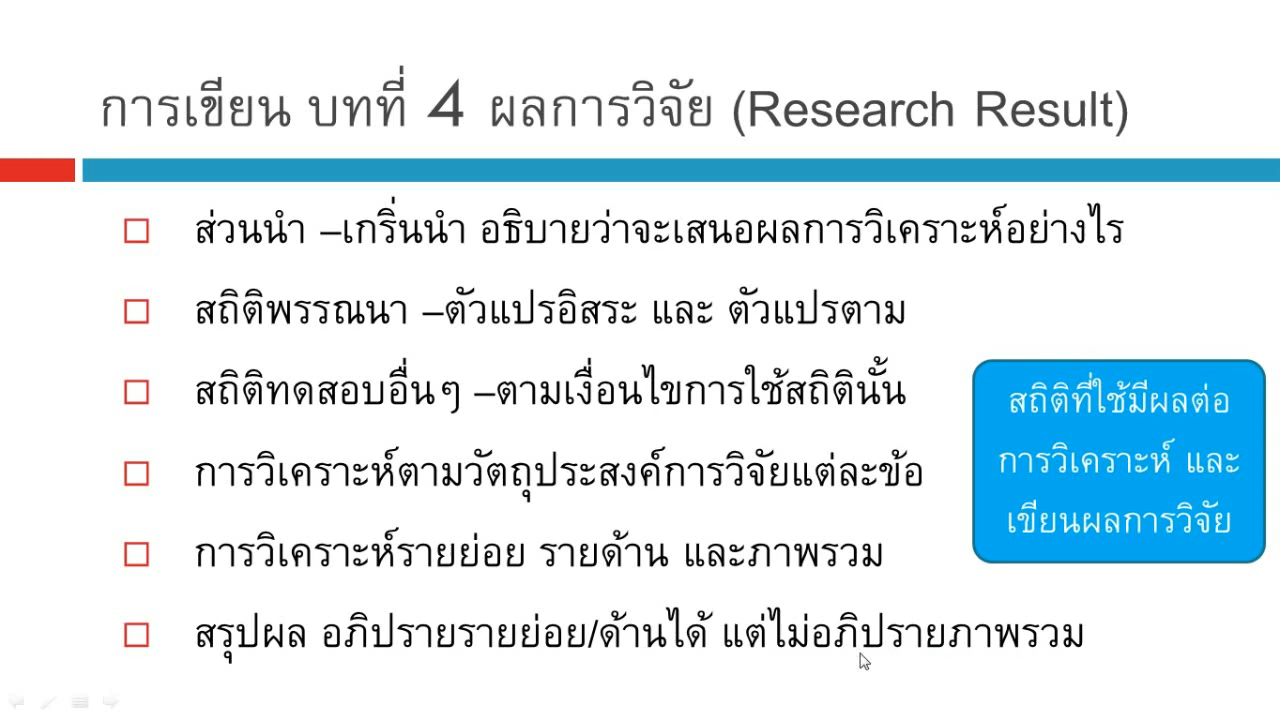 การเขียน บทที่ 4 ผลการวิจัย (Research Result)
ส่วนนำ –เกริ่นนำ อธิบายว่าจะเสนอผลการวิเคราะห์อย่างไร
สถิติพรรณนา –ตัวแปรอิสระ และ ตัวแปรตาม
สถิติทดสอบอื่นๆ –ตามเงื่อนไขการใช้สถิตินั้น
การวิเคราะห์ตามวัตถุประสงค์การวิจัยแต่ละข้อ
การวิเคราะห์รายย่อย รายด้าน และภาพรวม
สรุปผล อภิปรายรายย่อย/ด้านได้ แต่ไม่อภิปรายภาพรวม
สถิติที่ใช้มีผลต่อ
การวิเคราะห์ และ
เขียนผลการวิจัย